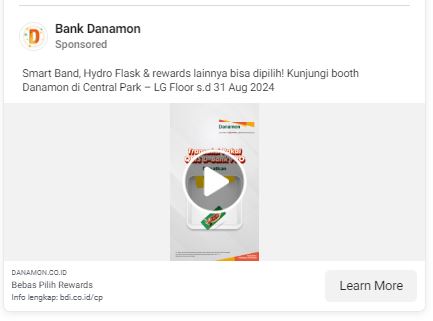 Bank Danamon
Sponsored
Smart Band, Hydro Flask & rewards lainnya bisa dipilih! Kunjungi booth
Danamon di Central Park – LG Floor s.d 31 Aug 2024
Danamon
DANAMON.CO.ID
Bebas Pilih Rewards
Info lengkap: bdi.co.id/cp
Learn More